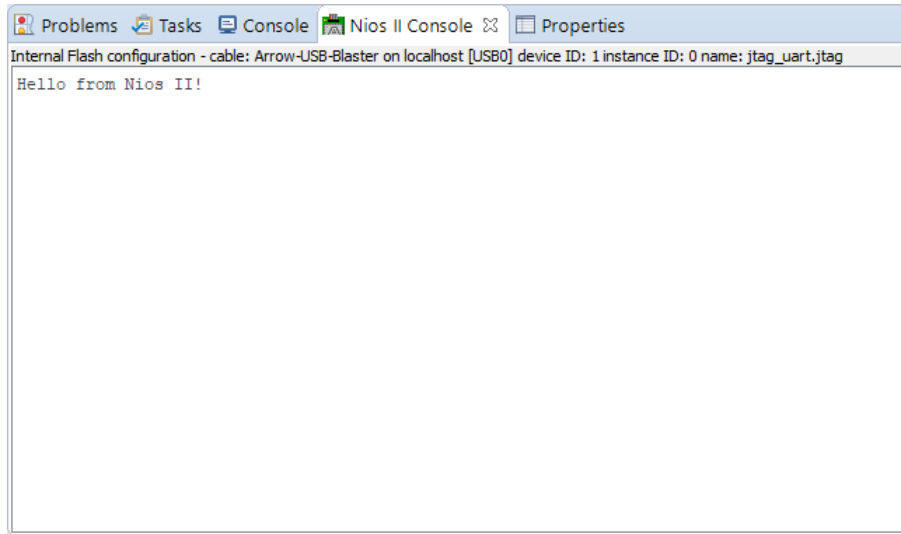 Problems Tasks Console Nios II Console Properties
Internal Flash configuration - cable: Arrow-USB-Blaster on localhost [USB0] device ID: 1 instance ID: 0 name: jtag_uart.jtag
Hello from Nios II!